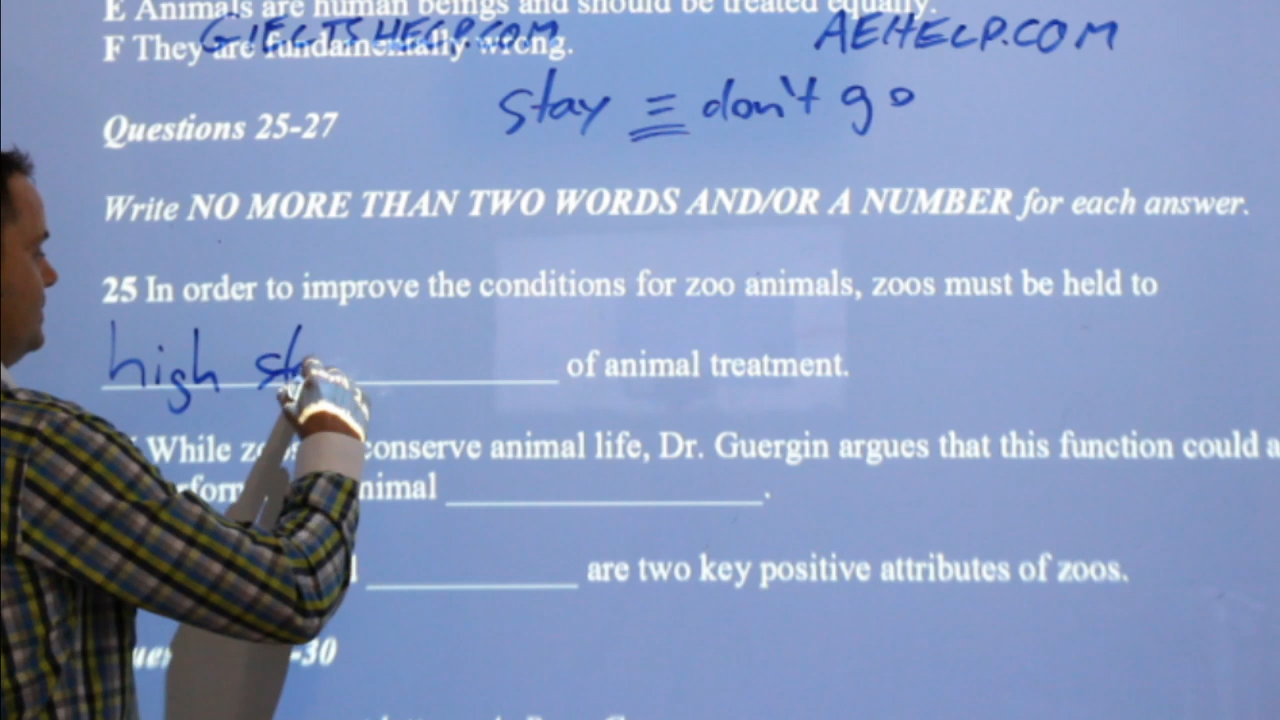 E Animals are human beings and should be treated equally.
GIELTSHELP.COM AEHELP.COM
F They are fundamentally wrong.
stay = don't go
Questions 25-27
Write NO MORE THAN TWO WORDS AND/OR A NUMBER for each answer.
25 In order to improve the conditions for zoo animals, zoos must be held to
high sta
of animal treatment.
While conserve animal life, Dr. Guergin argues that this function could
.
are two key positive attributes of zoos.
-30